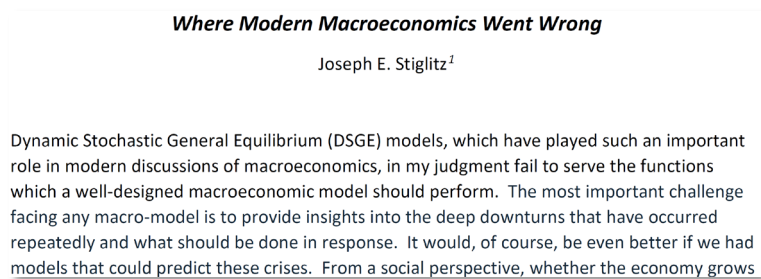 Where Modern Macroeconomics Went Wrong
Joseph E. Stiglitz¹
Dynamic Stochastic General Equilibrium (DSGE) models, which have played such an important
role in modern discussions of macroeconomics, in my judgment fail to serve the functions
which a well-designed macroeconomic model should perform.  The most important challenge
facing any macro-model is to provide insights into the deep downturns that have occurred
repeatedly and what should be done in response.  It would, of course, be even better if we had
models that could predict these crises.  From a social perspective, whether the economy grows